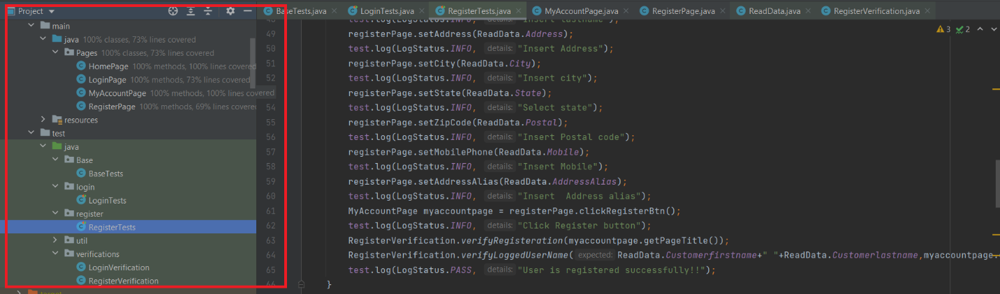 Project
BaseTests.java LoginTests.java RegisterTests.java MyAccountPage.java RegisterPage.java ReadData.java RegisterVerification.java
main
java 100% classes, 73% lines covered
Pages 100% classes, 73% lines covered
HomePage 100% methods, 100% lines covered
LoginPage 100% methods, 73% lines covered
MyAccountPage 100% methods, 100% lines covered
RegisterPage 100% methods, 69% lines covered
resources
test
java
Base
BaseTests
login
LoginTests
register
RegisterTests
util
verifications
LoginVerification
RegisterVerification
48 test.log(LogStatus.INFO, details: "Insert lastname");
49 registerPage.setAddress(ReadData.Address);
50 test.log(LogStatus.INFO, details: "Insert Address");
51 registerPage.setCity(ReadData.City);
52 test.log(LogStatus.INFO, details: "Insert city");
53 registerPage.setState(ReadData.State);
54 test.log(LogStatus.INFO, details: "Select state");
55 registerPage.setZipCode(ReadData.Postal);
56 test.log(LogStatus.INFO, details: "Insert Postal code");
57 registerPage.setMobilePhone(ReadData.Mobile);
58 test.log(LogStatus.INFO, details: "Insert Mobile");
59 registerPage.setAddressAlias(ReadData.AddressAlias);
60 test.log(LogStatus.INFO, details: "Insert  Address alias");
61 MyAccountPage myaccountpage = registerPage.clickRegisterBtn();
62 test.log(LogStatus.INFO, details: "Click Register button");
63 RegisterVerification.verifyRegisteration(myaccountpage.getPageTitle());
64 RegisterVerification.verifyLoggedUserName( expected: ReadData.Customerfirstname+" "+ReadData.Customerlastname,myaccountpage.
65 test.log(LogStatus.PASS, details: "User is registered successfully!!");
66 }
3 2